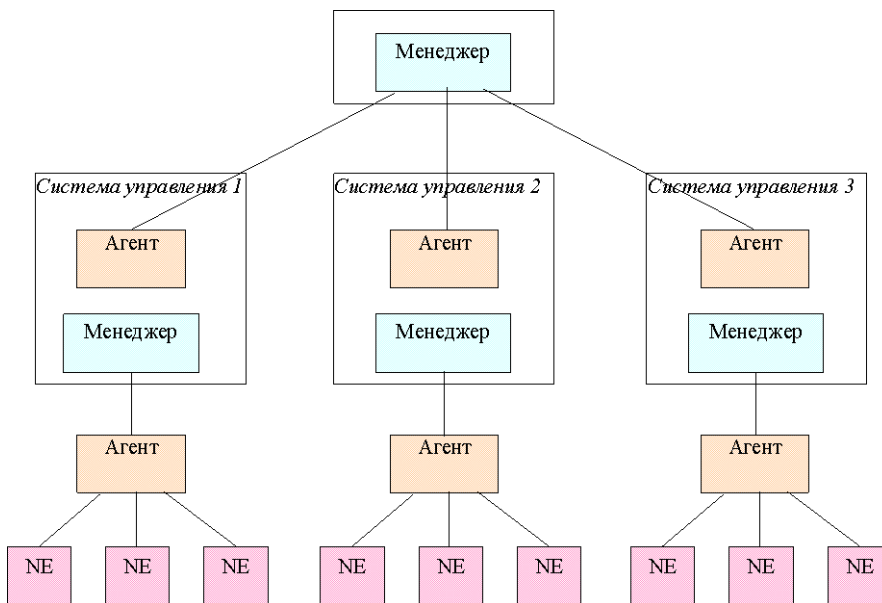 Менеджер
Система управления 1
Система управления 2
Система управления 3
Агент
Агент
Агент
Менеджер
Менеджер
Менеджер
Агент
Агент
Агент
NE
NE
NE
NE
NE
NE
NE
NE
NE